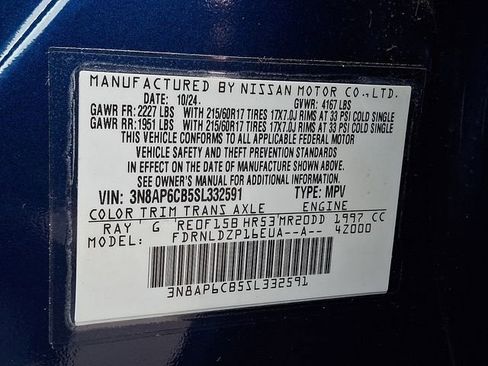 MANUFACTURED BY NISSAN MOTOR CO.,LTD.
DATE: 10/24. GVWR: 4167 LBS
GAWR FR: 2227 LBS WITH 215/60R17 TIRES 17X7.0J RIMS AT 33 PSI COLD SINGLE
GAWR RR: 1951 LBS WITH 215/60R17 TIRES 17X7.0J RIMS AT 33 PSI COLD SINGLE
THIS VEHICLE CONFORMS TO ALL APPLICABLE FEDERAL MOTOR
VEHICLE SAFETY AND THEFT PREVENTION STANDARDS
IN EFFECT ON THE DATE OF MANUFACTURE SHOWN ABOVE.
SEE OWNER'S MANUAL FOR ADDITIONAL INFORMATION
VIN: 3N8AP6CB5SL332591 TYPE: MPV
COLOR TRIM TRANS AXLE ENGINE
RAY G RE0F15B HR53 MR20DD 1997 CC
MODEL: FDRNLDZP16EUA--A-- 42000
3N8AP6CB5SL332591